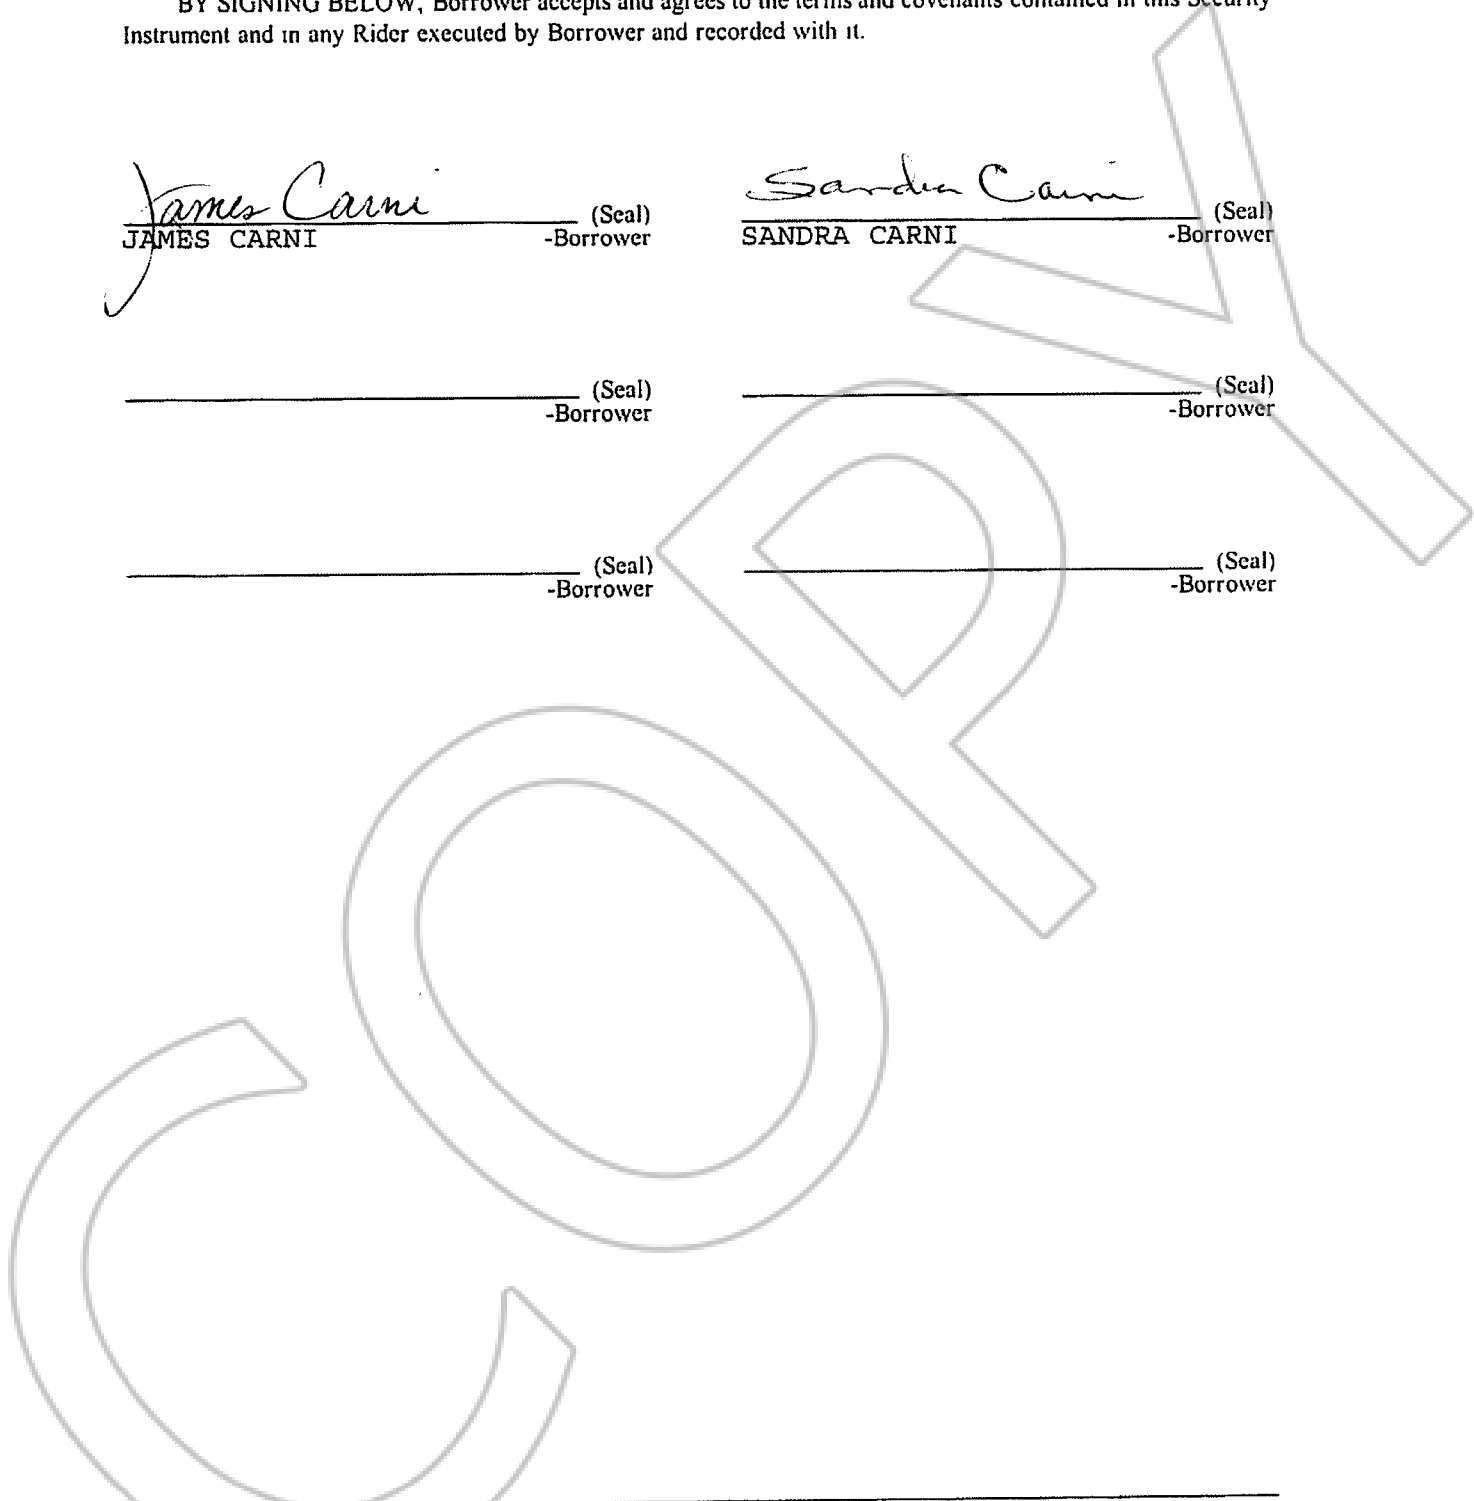 BY SIGNING BELOW, Borrower accepts and agrees to the terms and covenants contained in this Security
Instrument and in any Rider executed by Borrower and recorded with it.
James Carni (Seal) Sandra Carni (Seal)
JAMES CARNI -Borrower SANDRA CARNI -Borrower
(Seal) (Seal)
-Borrower -Borrower
(Seal) (Seal)
-Borrower -Borrower
COPY